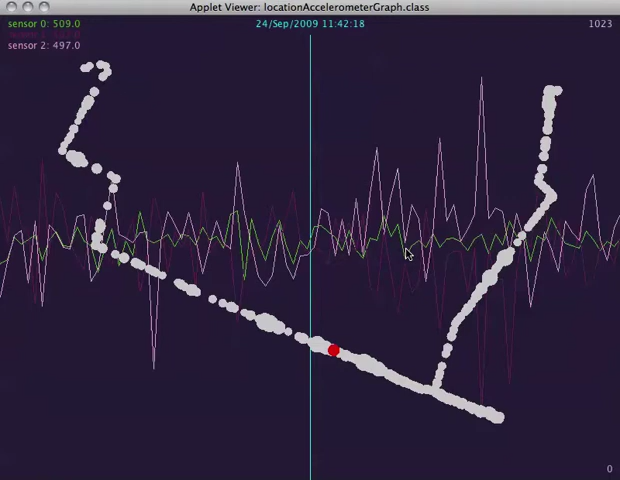 Applet Viewer: locationAccelerometerGraph.class
24/Sep/2009 11:42:18
1023
sensor 0: 509.0
sensor 2: 497.0
0